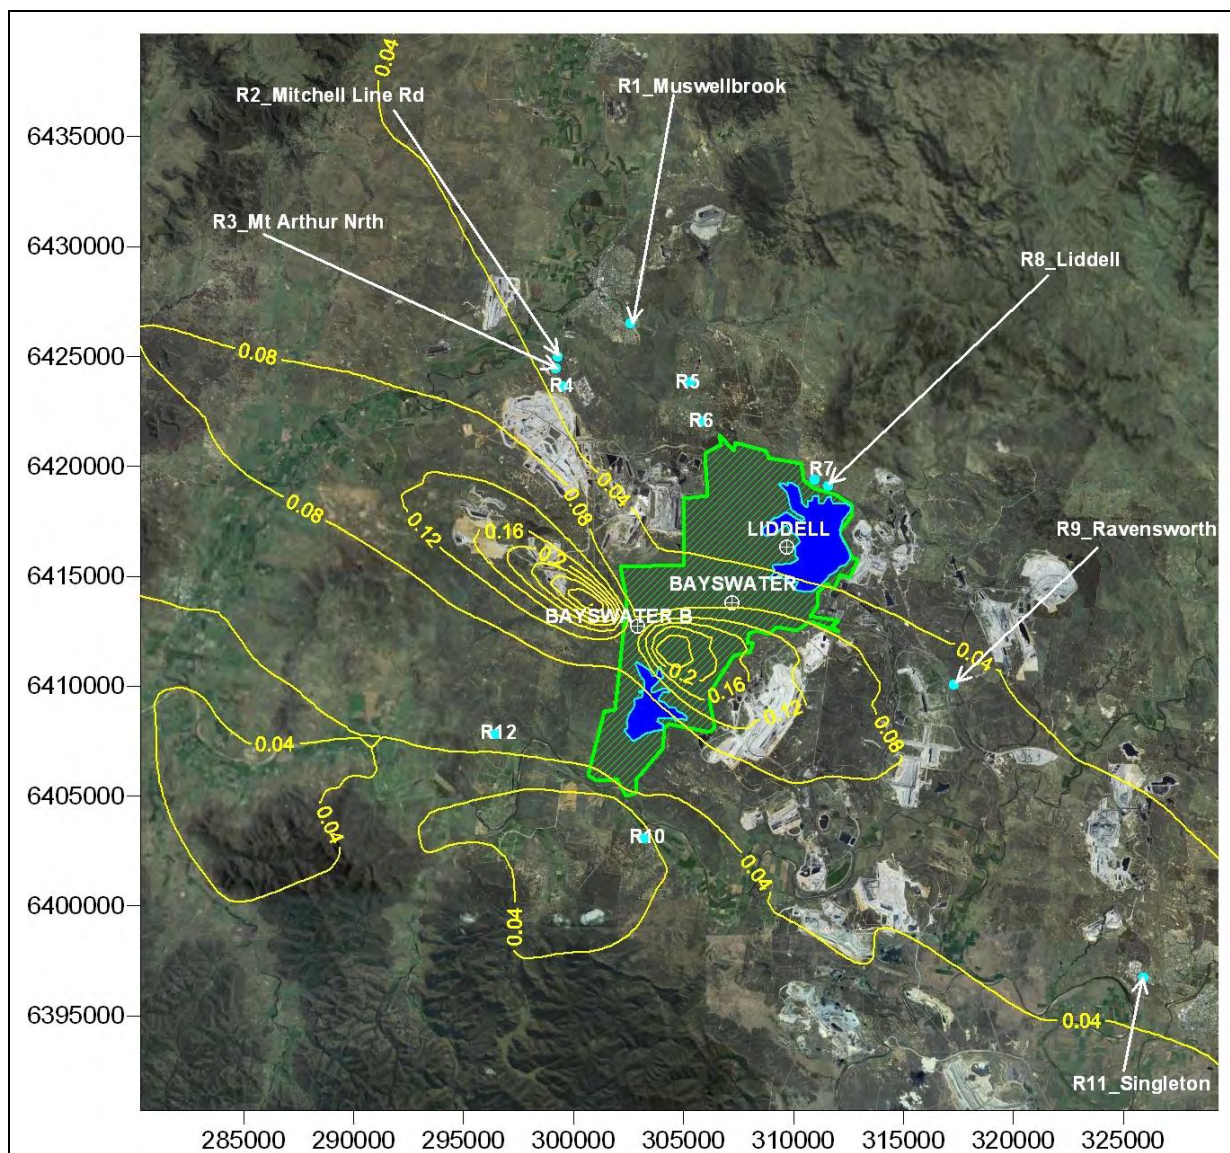 0.04
R1_Muswellbrook
R2_Mitchell Line Rd
6435000
R3_Mt Arthur Nrth
6430000
R8_Liddell
6425000
0.08
R4
R5
R6
6420000
0.04
R7
0.08
0.08
0.12
0.16
0.2
LIDDELL
R9_Ravensworth
6415000
BAYSWATER
BAYSWATER B
0.04
6410000
0.2
0.16
0.12
0.08
0.04
R12
6405000
0.04
R10
0.04
6400000
0.04
6395000
0.04
R11_Singleton
285000 290000 295000 300000 305000 310000 315000 320000 325000